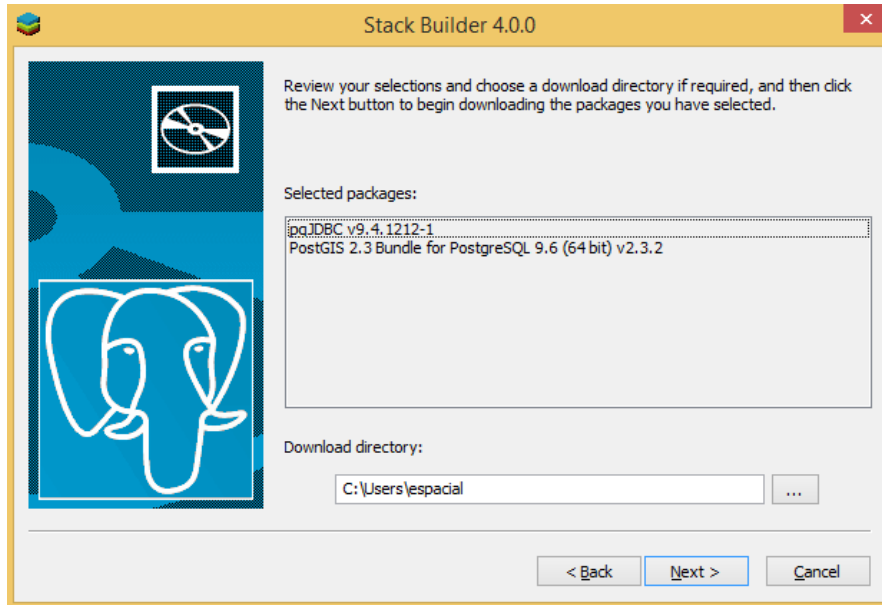 Stack Builder 4.0.0
Review your selections and choose a download directory if required, and then click
the Next button to begin downloading the packages you have selected.
Selected packages:
pgJDBC v9.4.1212-1
PostGIS 2.3 Bundle for PostgreSQL 9.6 (64 bit) v2.3.2
Download directory:
C:\Users\espacial
...
< Back
Next >
Cancel